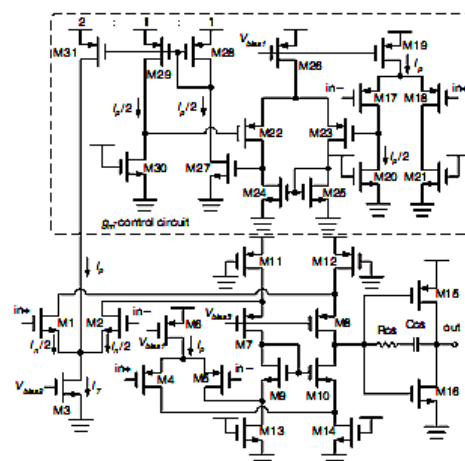 2 : 1 : 1
M31
M29
M28
Vbias1
M26
M19
Ip
in−
M17
M18
in+
Ip/2
Ip/2
M22
M23
M30
M27
Ip/2
M24
M25
M20
M21
gm-control circuit
Ip
M11
M12
M15
in+
M1
M2
in−
M6
M7
M8
Rcs
Ccs
out
In/2
In/2
Ip
in+
M4
M5
in−
M9
M10
Vbias2
IT
M3
M13
M14
M16